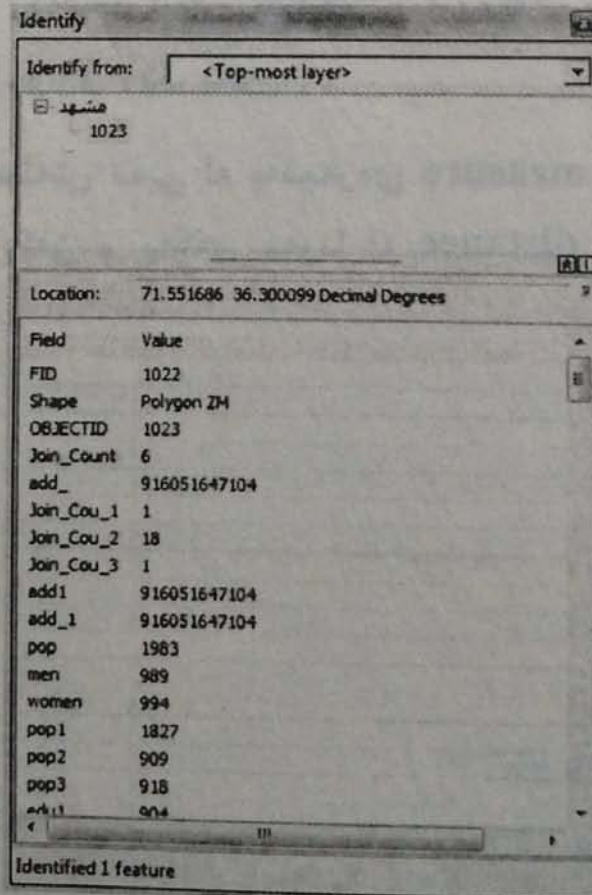 Identify
Identify from: <Top-most layer>
مشهد
1023
Location: 71.551686 36.300099 Decimal Degrees
Field Value
FID 1022
Shape Polygon ZM
OBJECTID 1023
Join_Count 6
add_ 916051647104
Join_Cou_1 1
Join_Cou_2 18
Join_Cou_3 1
add1 916051647104
add_1 916051647104
pop 1983
men 989
women 994
pop1 1827
pop2 909
pop3 918
edu1 904
Identified 1 feature